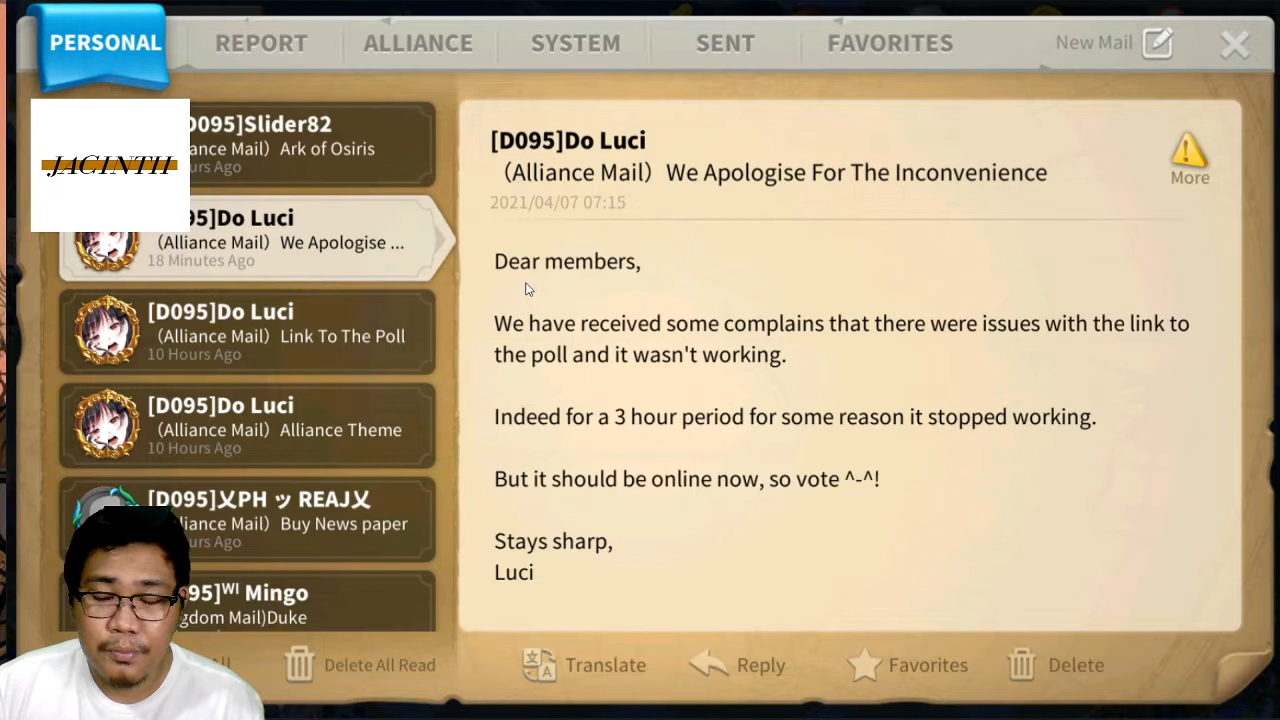 PERSONAL
REPORT
ALLIANCE
SYSTEM
SENT
FAVORITES
New Mail
JACINTH
D095]Slider82
ance Mail）Ark of Osiris
urs Ago
95]Do Luci
（Alliance Mail）We Apologise ...
18 Minutes Ago
[D095]Do Luci
（Alliance Mail）Link To The Poll
10 Hours Ago
[D095]Do Luci
（Alliance Mail）Alliance Theme
10 Hours Ago
[D095]乂PH ッ REAJ乂
liance Mail）Buy News paper
urs Ago
95]ᵂᴵ Mingo
gdom Mail)Duke
[D095]Do Luci
（Alliance Mail）We Apologise For The Inconvenience
2021/04/07 07:15
More
Dear members,
We have received some complains that there were issues with the link to
the poll and it wasn't working.
Indeed for a 3 hour period for some reason it stopped working.
But it should be online now, so vote ^-^!
Stays sharp,
Luci
Delete All Read
Translate
Reply
Favorites
Delete